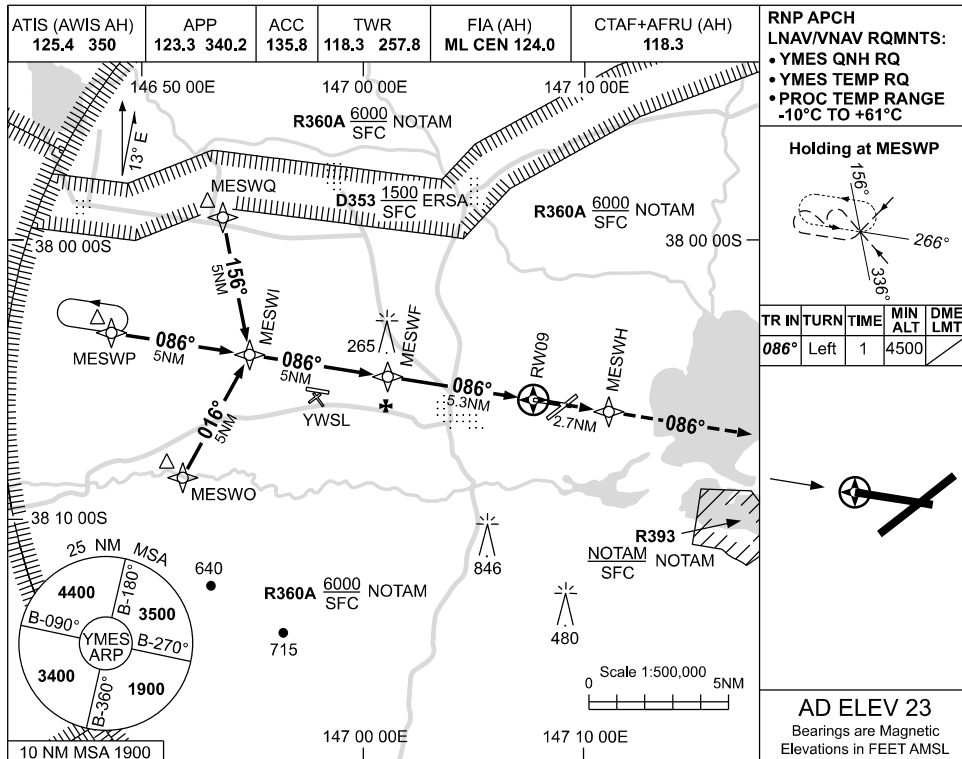 ATIS (AWIS AH)
125.4 350
APP
123.3 340.2
ACC
135.8
TWR
118.3 257.8
FIA (AH)
ML CEN 124.0
CTAF+AFRU (AH)
118.3
RNP APCH
LNAV/VNAV RQMNTS:
• YMES QNH RQ
• YMES TEMP RQ
• PROC TEMP RANGE
-10°C TO +61°C
146 50 00E
147 00 00E
147 10 00E
13° E
R360A 6000 NOTAM
SFC
MESWQ
D353 1500 ERSA
SFC
R360A 6000 NOTAM
SFC
38 00 00S
38 00 00S
Holding at MESWP
156°
266°
336°
TR IN TURN TIME MIN ALT DME LMT
086° Left 1 4500
156°
5NM
MESWI
MESWP
086°
5NM
086°
5NM
265
MESWF
086°
5.3NM
RW09
MESWH
2.7NM
086°
YWSL
016°
5NM
MESWO
38 10 00S
R393
NOTAM NOTAM
SFC
846
640
R360A 6000 NOTAM
SFC
715
480
25 NM MSA
4400
B-180°
3500
B-090°
YMES
ARP
B-270°
3400
B-360°
1900
10 NM MSA 1900
147 00 00E
147 10 00E
Scale 1:500,000
0 5NM
AD ELEV 23
Bearings are Magnetic
Elevations in FEET AMSL